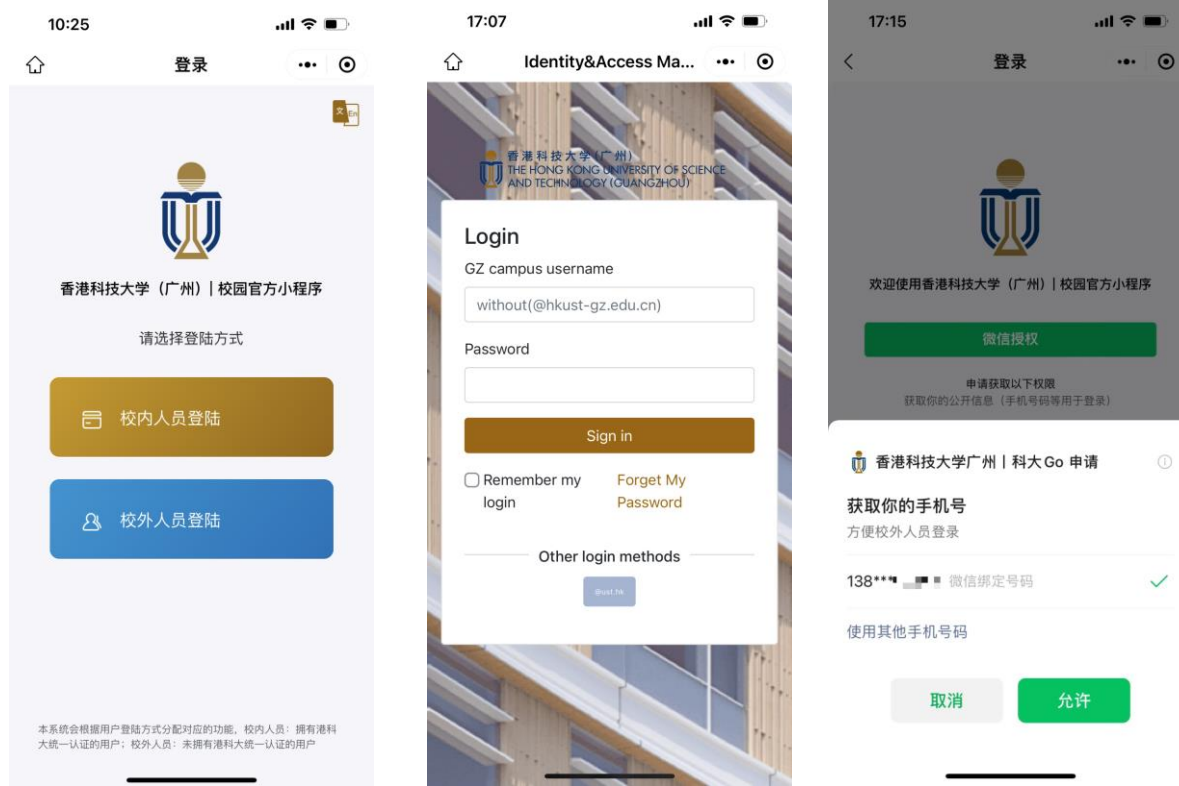 10:25
登录
文
En
香港科技大学（广州）| 校园官方小程序
请选择登陆方式
校内人员登陆
校外人员登陆
本系统会根据用户登陆方式分配对应的功能，校内人员：拥有港科
大统一认证的用户；校外人员：未拥有港科大统一认证的用户
17:07
Identity&Access Ma...
香港科技大学(广州)
THE HONG KONG UNIVERSITY OF SCIENCE
AND TECHNOLOGY (GUANGZHOU)
Login
GZ campus username
without(@hkust-gz.edu.cn)
Password
Sign in
Remember my
login
Forget My
Password
Other login methods
@ust.hk
17:15
登录
欢迎使用香港科技大学（广州）| 校园官方小程序
微信授权
申请获取以下权限
获取你的公开信息（手机号码等用于登录）
香港科技大学广州丨科大Go 申请
获取你的手机号
方便校外人员登录
138*** 微信绑定号码
使用其他手机号码
取消
允许